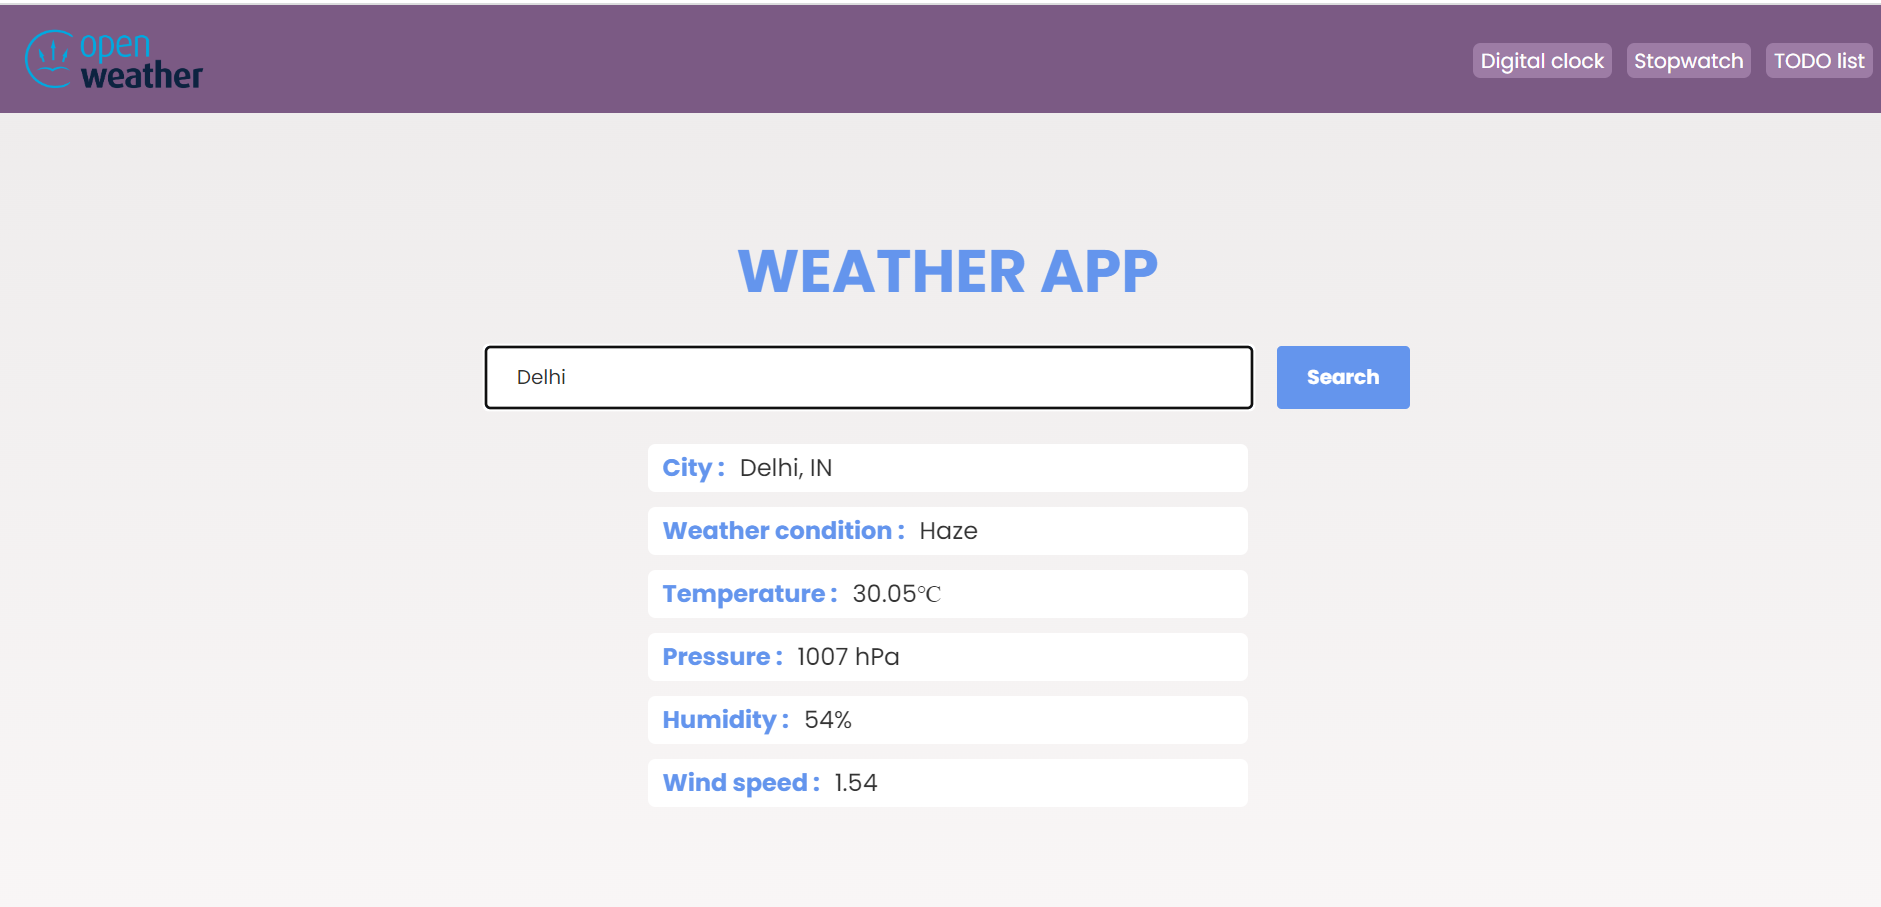 open
weather
Digital clock Stopwatch TODO list
WEATHER APP
Delhi Search
City : Delhi, IN
Weather condition : Haze
Temperature : 30.05℃
Pressure : 1007 hPa
Humidity : 54%
Wind speed : 1.54